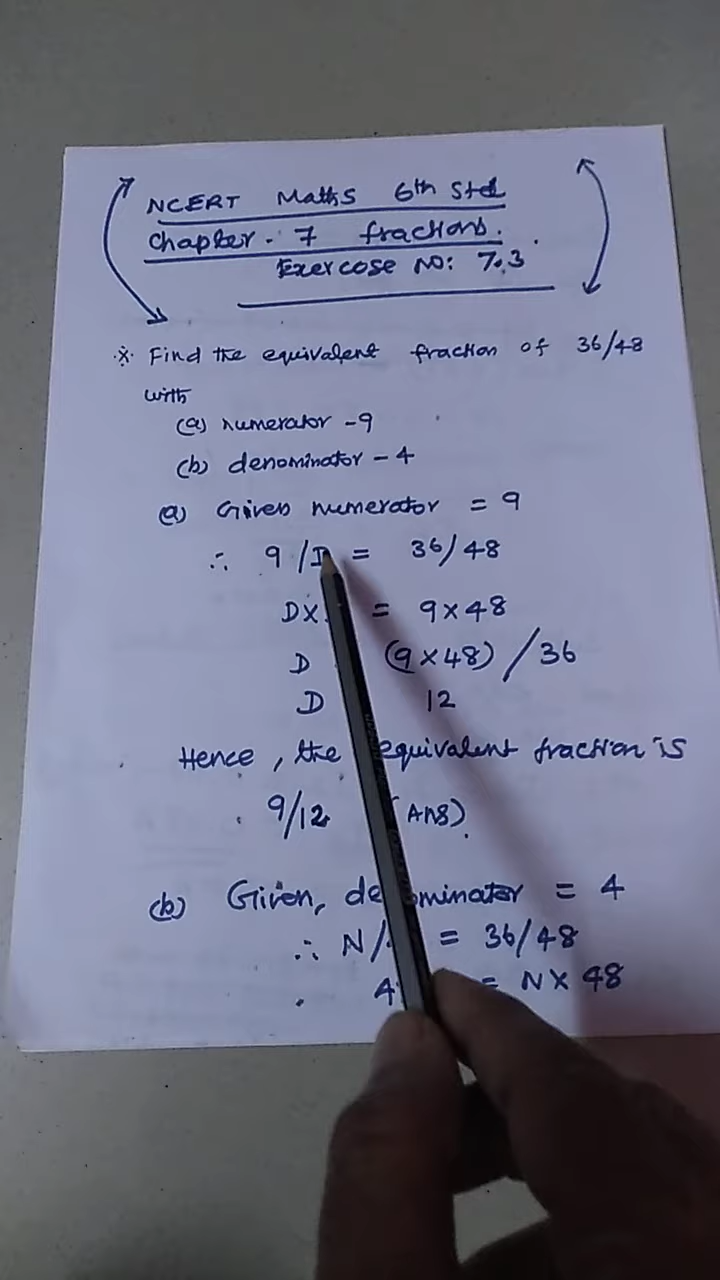 NCERT Maths 6th Std
Chapter - 7 fractions.
Exercose NO: 7.3
Find the equivalent fraction of 36/48
with
(a) numerator - 9
(b) denominator - 4
(a) Given numerator = 9
∴ 9/D = 36/48
DX = 9×48
D (9×48)/36
D 12
Hence, the equivalent fraction is
9/12 (Ans).
(b) Given, denominator = 4
∴ N/ = 36/48
4 = N×48